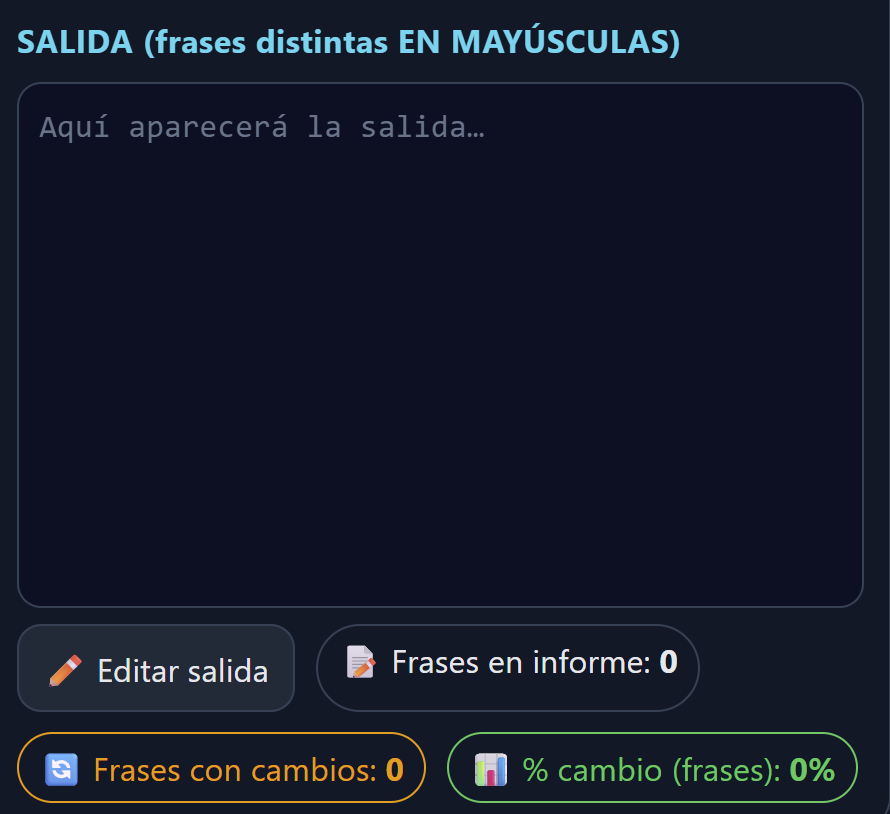 SALIDA (frases distintas EN MAYÚSCULAS)
Aquí aparecerá la salida…
Editar salida
Frases en informe: 0
Frases con cambios: 0
% cambio (frases): 0%